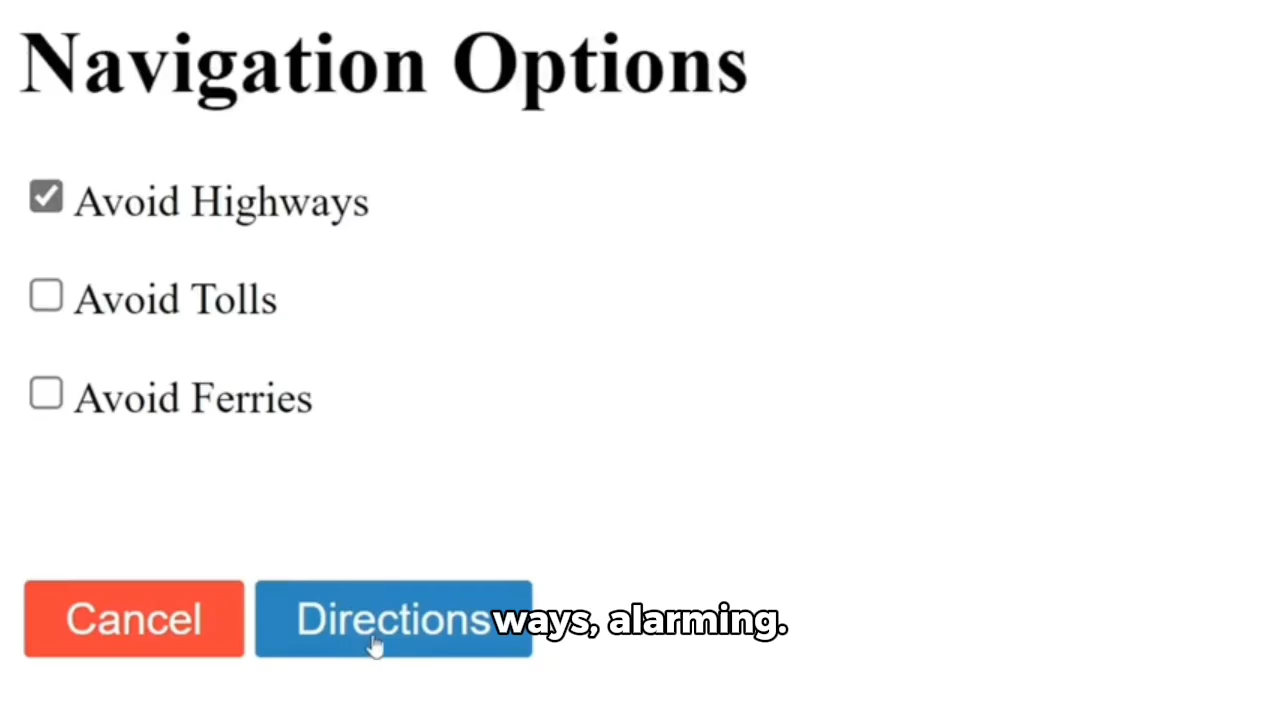 Navigation Options
Avoid Highways
Avoid Tolls
Avoid Ferries
Cancel
Directions
ways, alarming.